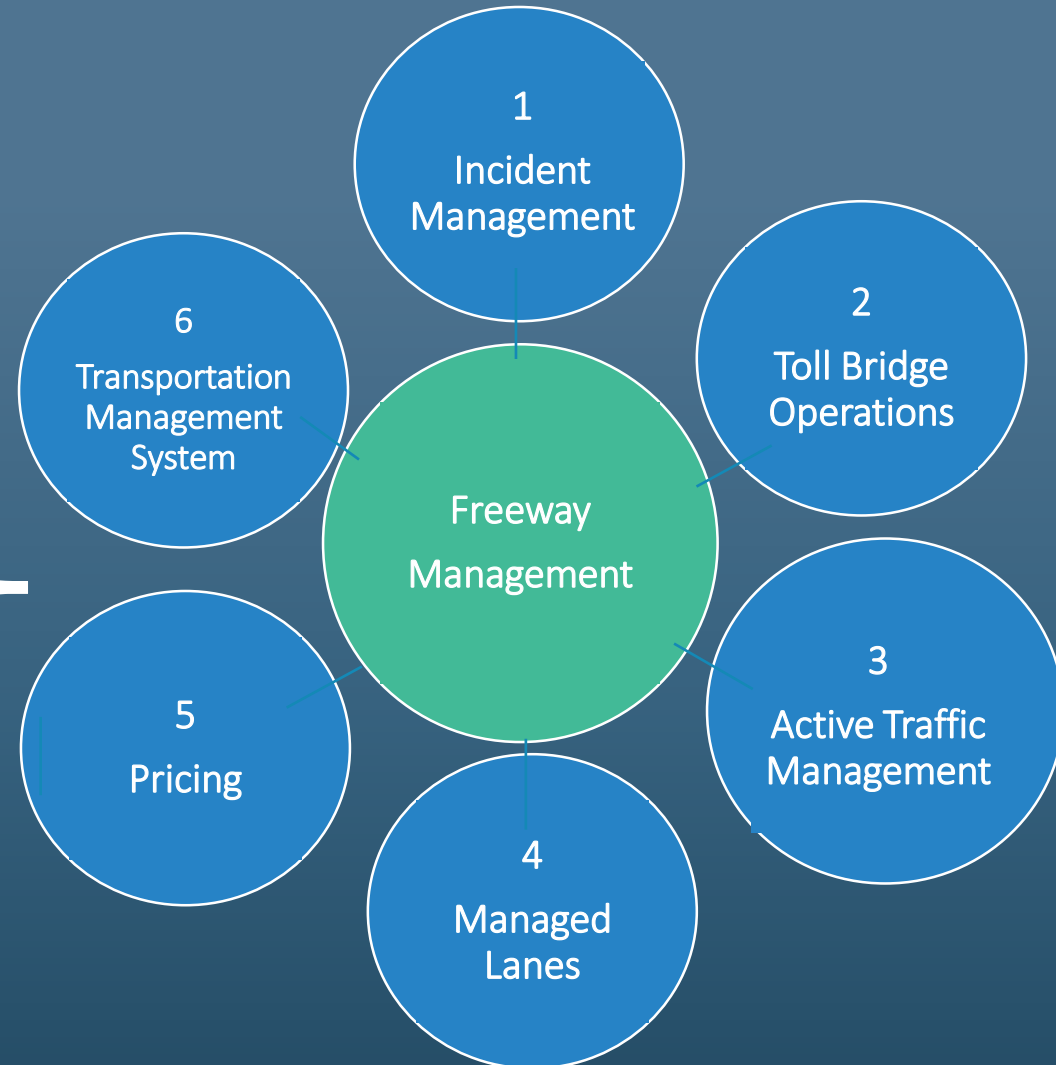 1
Incident
Management
2
Toll Bridge
Operations
3
Active Traffic
Management
4
Managed
Lanes
5
Pricing
6
Transportation
Management
System
Freeway
Management